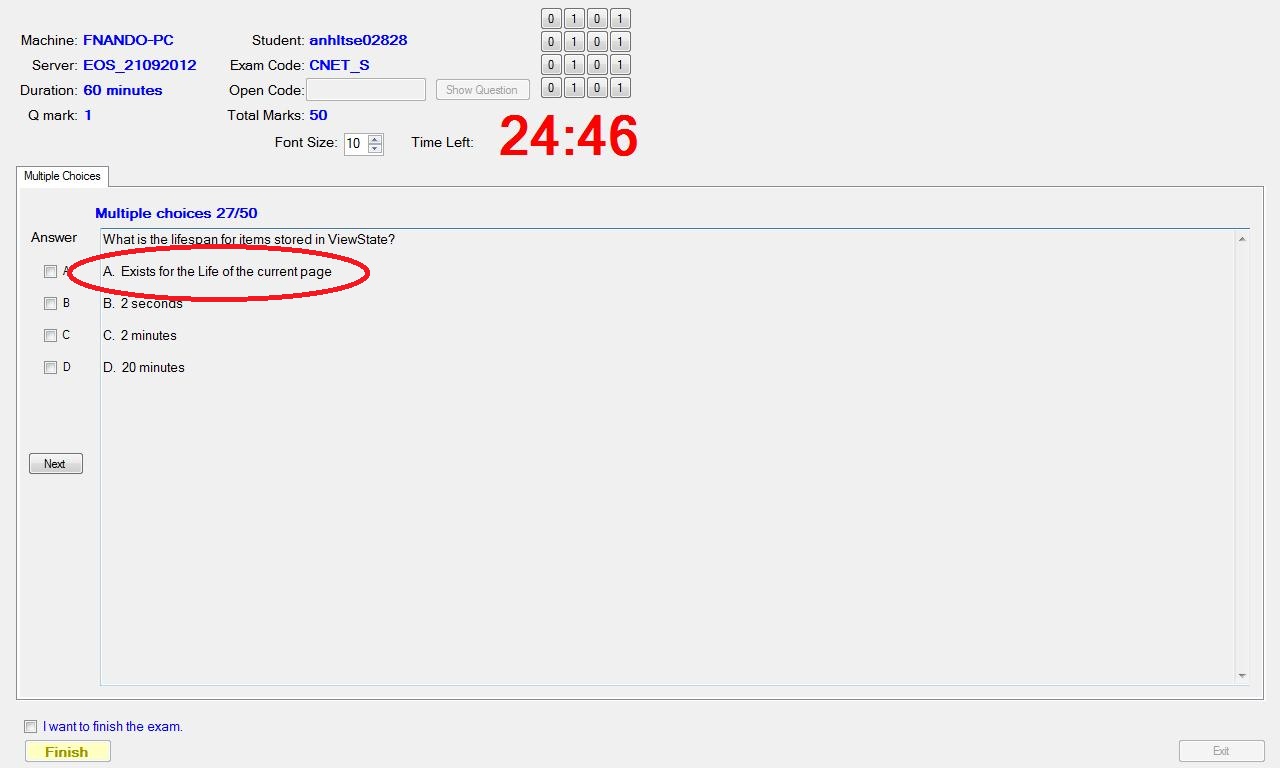 0 1 0 1
Machine: FNANDO-PC Student: anhltse02828
0 1 0 1
Server: EOS_21092012 Exam Code: CNET_S
0 1 0 1
Duration: 60 minutes Open Code: Show Question
0 1 0 1
Q mark: 1 Total Marks: 50
Font Size: 10 Time Left: 24:46
Multiple Choices
Multiple choices 27/50
Answer What is the lifespan for items stored in ViewState?
A A. Exists for the Life of the current page
B B. 2 seconds
C C. 2 minutes
D D. 20 minutes
Next
I want to finish the exam.
Finish Exit